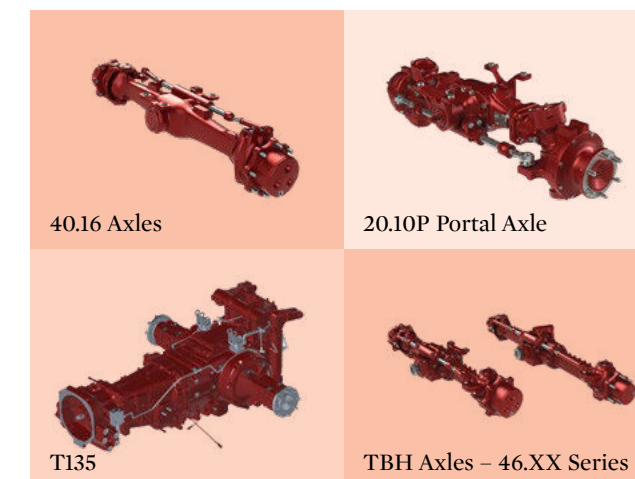 40.16 Axles
20.10P Portal Axle
T135
TBH Axles – 46.XX Series